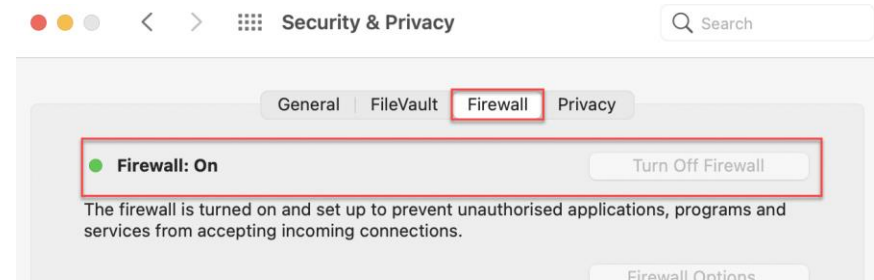 Security & Privacy
Search
General FileVault Firewall Privacy
Firewall: On Turn Off Firewall
The firewall is turned on and set up to prevent unauthorised applications, programs and
services from accepting incoming connections.
Firewall Options